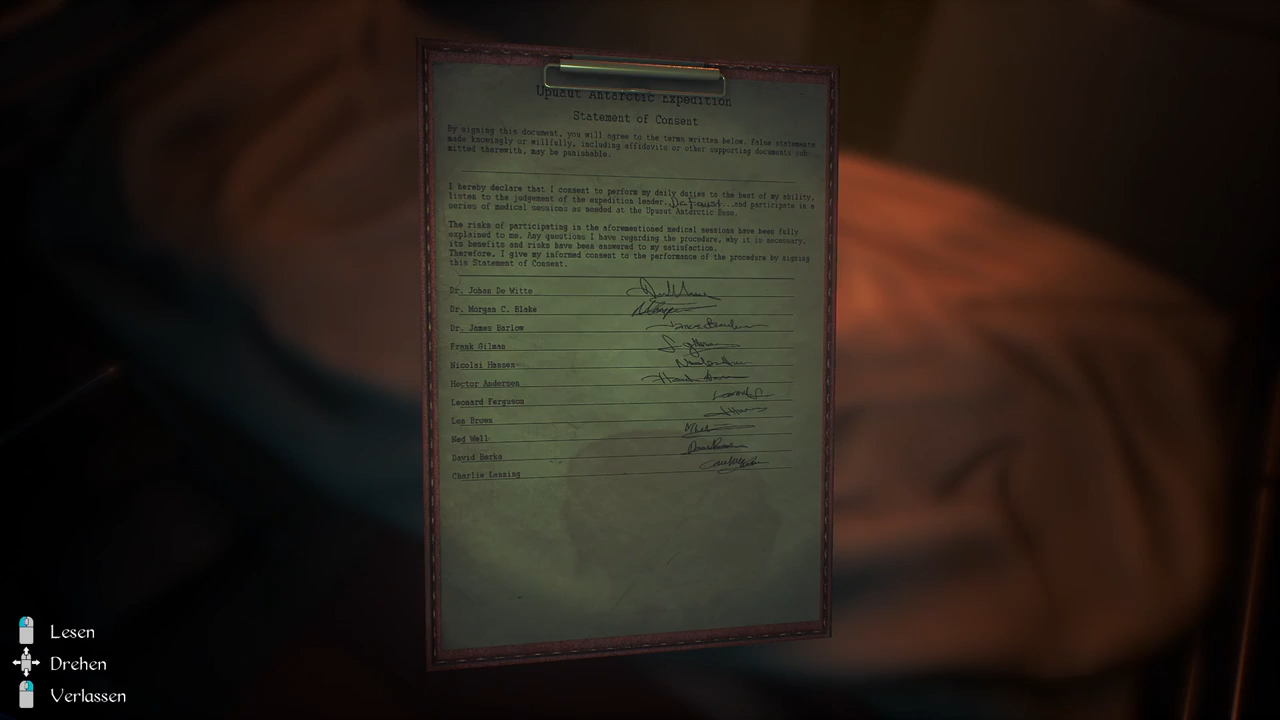 Upuaut Antarctic Expedition
Statement of Consent
By signing this document, you will agree to the terms written below. False statements
made knowingly or willfully, including affidavits or other supporting documents sub-
mitted therewith, may be punishable.
I hereby declare that I consent to perform my daily duties to the best of my ability,
listen to the judgement of the expedition leader, Dr. Faust...and participate in a
series of medical sessions as needed at the Upuaut Antarctic Base.
The risks of participating in the aforementioned medical sessions have been fully
explained to me. Any questions I have regarding the procedure, why it is necessary,
its benefits and risks have been answered to my satisfaction.
Therefore, I give my informed consent to the performance of the procedure by signing
this Statement of Consent.
Dr. Johan De Witte
Dr. Morgan C. Blake
Dr. James Barlow
Frank Gilman
Nicolai Hansen
Hector Andersen
Leonard Ferguson
Leo Brown
Ned Well
David Berko
Charlie Lanning
Lesen
Drehen
Verlassen